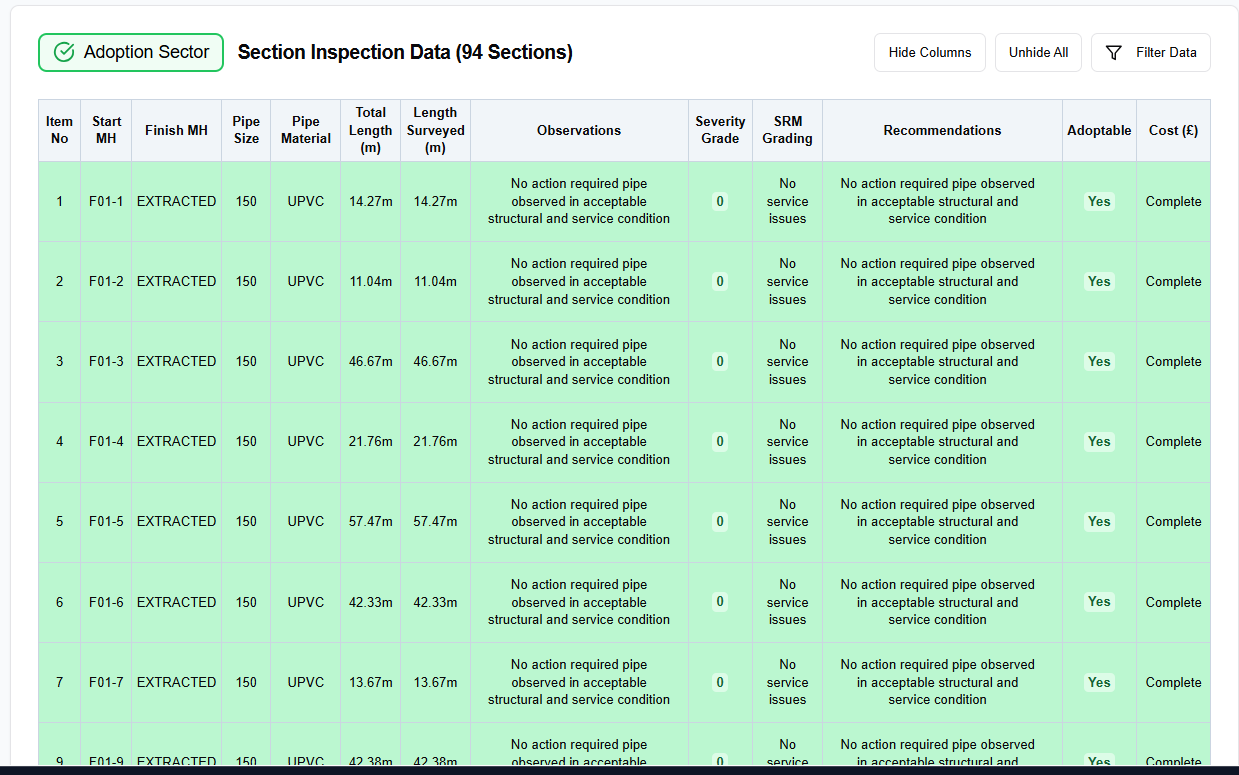 Adoption Sector Section Inspection Data (94 Sections) Hide Columns Unhide All Filter Data
Item No Start MH Finish MH Pipe Size Pipe Material Total Length (m) Length Surveyed (m) Observations Severity Grade SRM Grading Recommendations Adoptable Cost (£)
1 F01-1 EXTRACTED 150 UPVC 14.27m 14.27m No action required pipe observed in acceptable structural and service condition 0 No service issues No action required pipe observed in acceptable structural and service condition Yes Complete
2 F01-2 EXTRACTED 150 UPVC 11.04m 11.04m No action required pipe observed in acceptable structural and service condition 0 No service issues No action required pipe observed in acceptable structural and service condition Yes Complete
3 F01-3 EXTRACTED 150 UPVC 46.67m 46.67m No action required pipe observed in acceptable structural and service condition 0 No service issues No action required pipe observed in acceptable structural and service condition Yes Complete
4 F01-4 EXTRACTED 150 UPVC 21.76m 21.76m No action required pipe observed in acceptable structural and service condition 0 No service issues No action required pipe observed in acceptable structural and service condition Yes Complete
5 F01-5 EXTRACTED 150 UPVC 57.47m 57.47m No action required pipe observed in acceptable structural and service condition 0 No service issues No action required pipe observed in acceptable structural and service condition Yes Complete
6 F01-6 EXTRACTED 150 UPVC 42.33m 42.33m No action required pipe observed in acceptable structural and service condition 0 No service issues No action required pipe observed in acceptable structural and service condition Yes Complete
7 F01-7 EXTRACTED 150 UPVC 13.67m 13.67m No action required pipe observed in acceptable structural and service condition 0 No service issues No action required pipe observed in acceptable structural and service condition Yes Complete
9 F01-9 EXTRACTED 150 UPVC 42.38m 42.38m No action required pipe observed in acceptable 0 No service No action required pipe observed in acceptable structural and Yes Complete